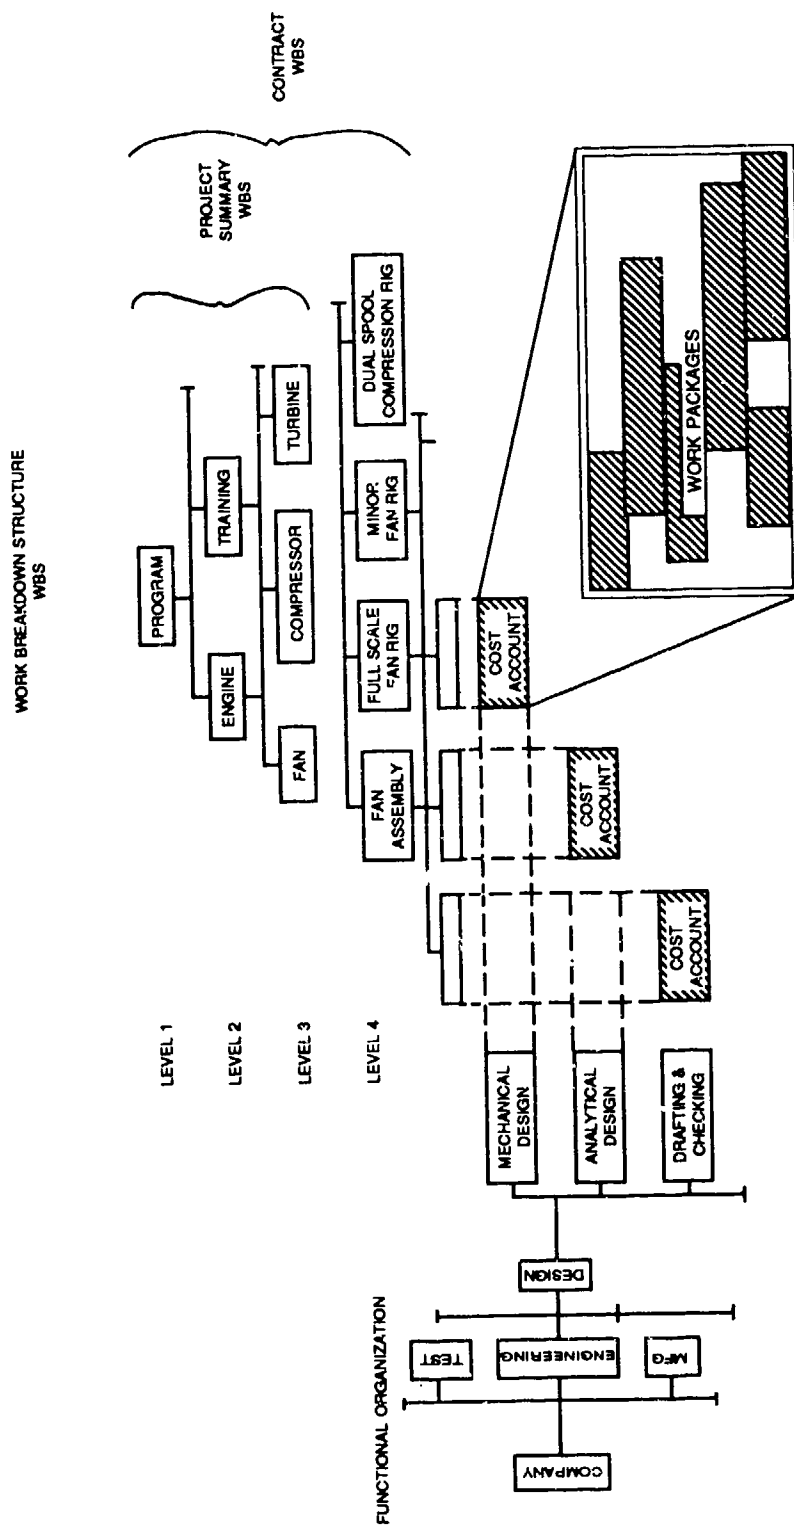 WORK BREAKDOWN STRUCTURE
WBS
CONTRACT
WBS
PROJECT
SUMMARY
WBS
LEVEL 1
PROGRAM
LEVEL 2
ENGINE
TRAINING
LEVEL 3
FAN
COMPRESSOR
TURBINE
LEVEL 4
FAN
ASSEMBLY
FULL SCALE
FAN RIG
MINOR
FAN RIG
DUAL SPOOL
COMPRESSION RIG
FUNCTIONAL ORGANIZATION
COMPANY
TEST
ENGINEERING
MFG
DESIGN
MECHANICAL
DESIGN
COST
ACCOUNT
ANALYTICAL
DESIGN
COST
ACCOUNT
DRAFTING &
CHECKING
COST
ACCOUNT
WORK PACKAGES